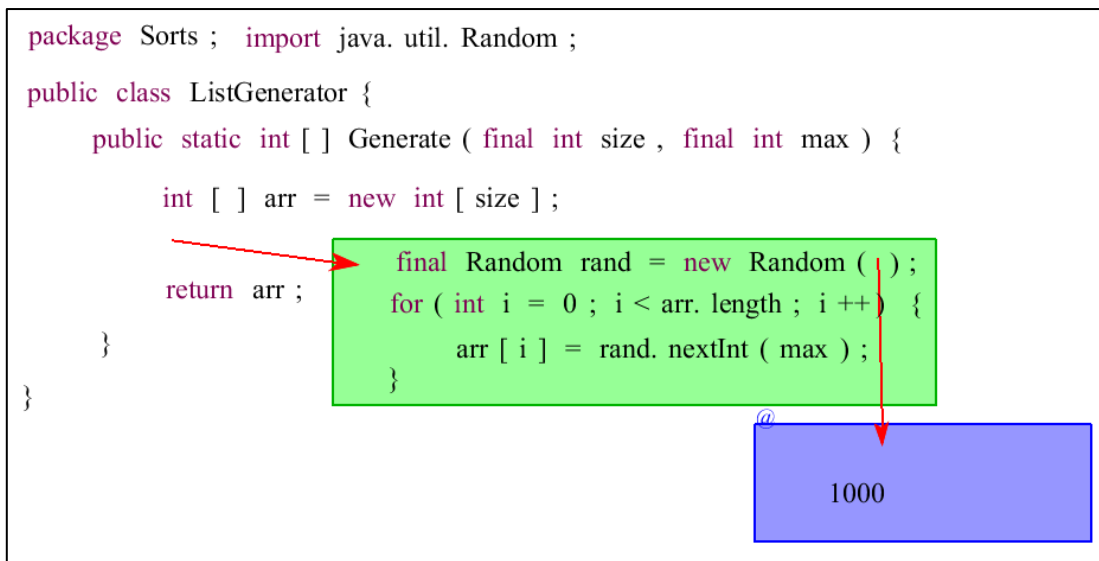 package Sorts ; import java. util. Random ;
public class ListGenerator {
public static int [ ] Generate ( final int size , final int max ) {
int [ ] arr = new int [ size ] ;
final Random rand = new Random ( ) ;
return arr ;
for ( int i = 0 ; i < arr. length ; i ++ ) {
arr [ i ] = rand. nextInt ( max ) ;
}
}
}
@
1000